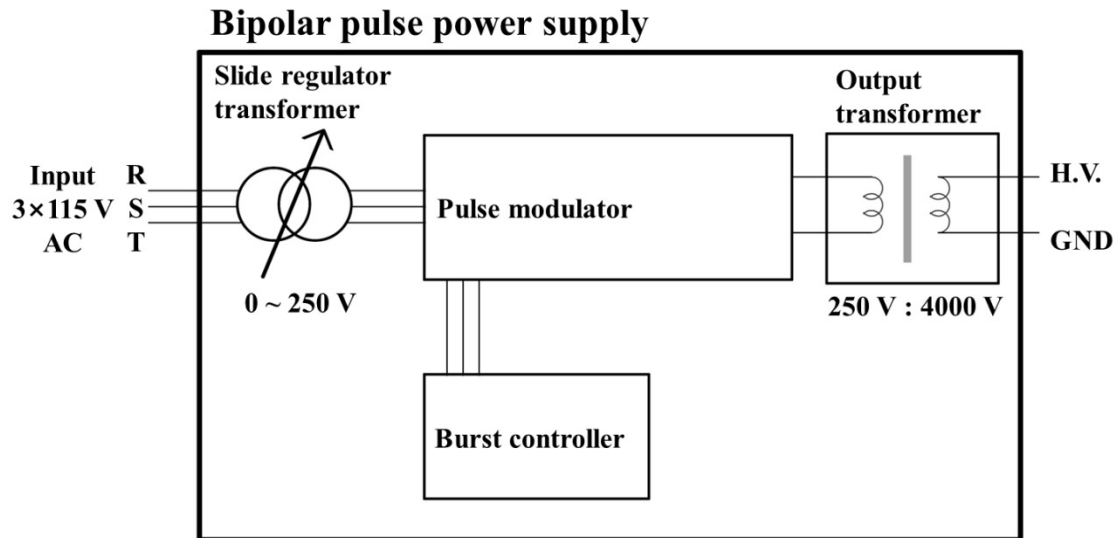 Bipolar pulse power supply
Slide regulator
transformer
Output
transformer
Input R
3×115 V S
AC T
Pulse modulator
H.V.
GND
0 ~ 250 V
250 V : 4000 V
Burst controller